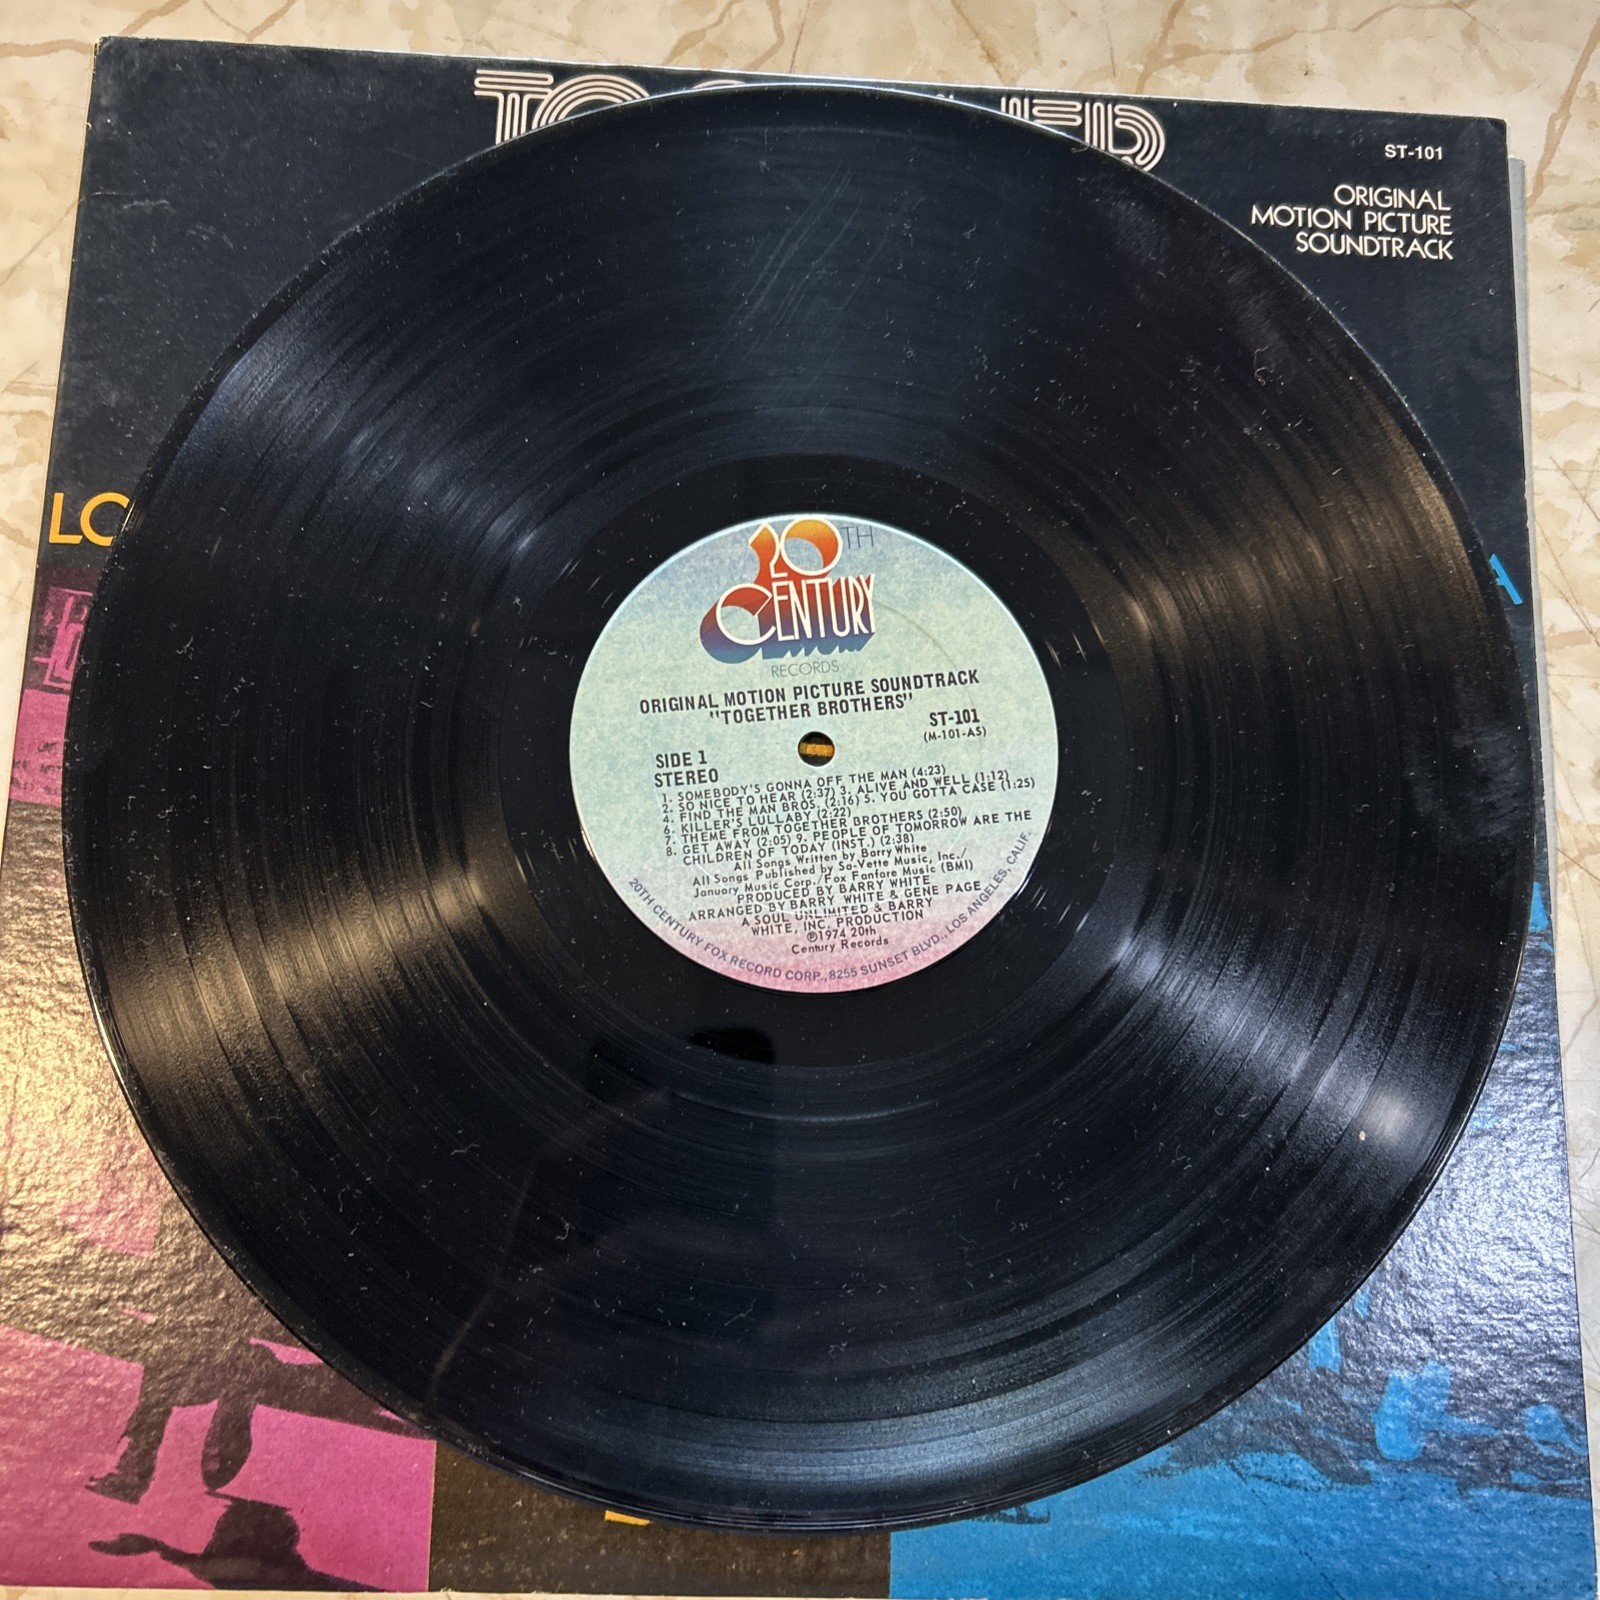 ST-101
ORIGINAL
MOTION PICTURE
SOUNDTRACK
LO
20TH
CENTURY
RECORDS
ORIGINAL MOTION PICTURE SOUNDTRACK
"TOGETHER BROTHERS"
ST-101
(M-101-AS)
SIDE 1
STEREO
1. SOMEBODY'S GONNA OFF THE MAN (4:23)
2. SO NICE TO HEAR (2:37) 3. ALIVE AND WELL (1:12)
4. FIND THE MAN BROS. (2:16) 5. YOU GOTTA CASE (1:25)
6. KILLER'S LULLABY (2:22)
7. THEME FROM TOGETHER BROTHERS (2:50)
8. GET AWAY (2:05) 9. PEOPLE OF TOMORROW ARE THE
CHILDREN OF TODAY (INST.) (2:38)
All Songs Written by Barry White
All Songs Published by Sa-Vette Music, Inc./
January Music Corp./Fox Fanfare Music (BMI)
PRODUCED BY BARRY WHITE
ARRANGED BY BARRY WHITE & GENE PAGE
A SOUL UNLIMITED & BARRY
WHITE, INC. PRODUCTION
℗1974 20th
Century Records
20TH CENTURY FOX RECORD CORP., 8255 SUNSET BLVD., LOS ANGELES, CALIF.